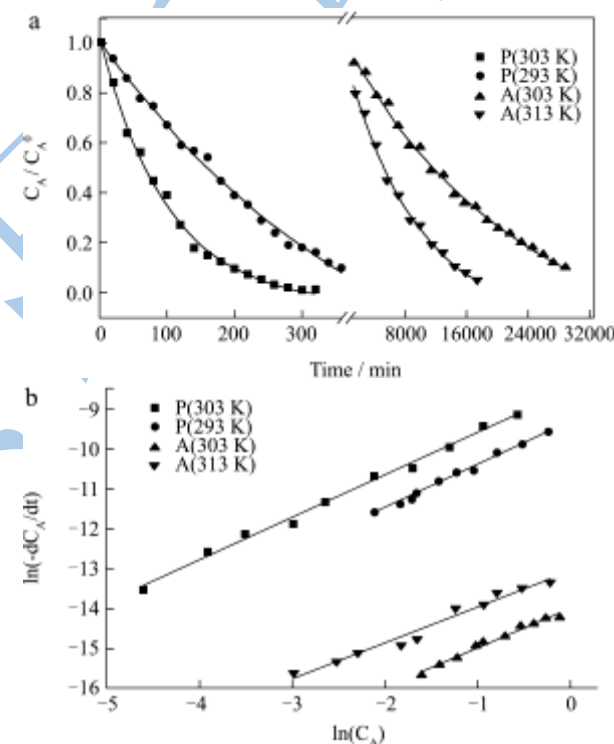 a
1.0
0.8
0.6
0.4
0.2
0.0
C_A / C_A^0
P(303 K)
P(293 K)
A(303 K)
A(313 K)
0 100 200 300 8000 16000 24000 32000
Time / min
b
-9
-10
-11
-12
-13
-14
-15
-16
ln(-dC_A/dt)
P(303 K)
P(293 K)
A(303 K)
A(313 K)
-5 -4 -3 -2 -1 0
ln(C_A)